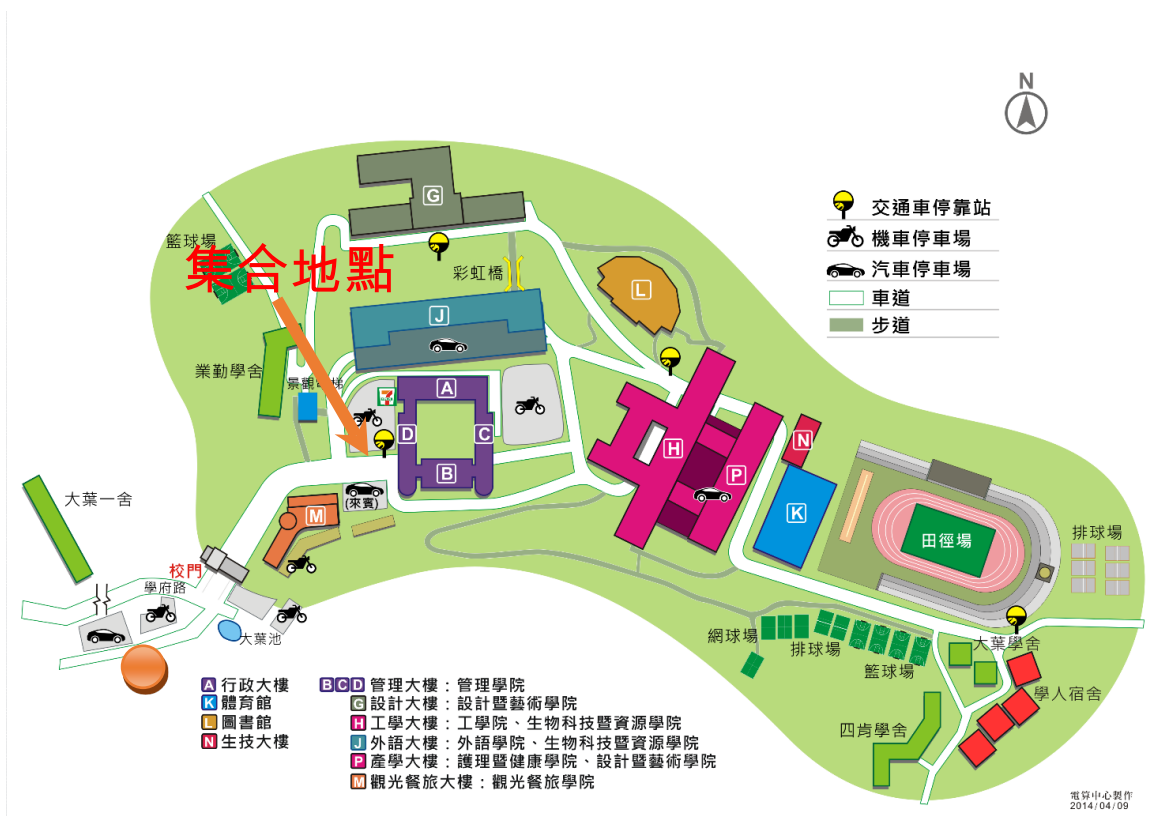 N
交通車停靠站
機車停車場
汽車停車場
車道
步道
G
籃球場
集合地點
彩虹橋
L
J
業勤學舍
景觀電梯
7
A
D
C
B
H
N
P
K
(來賓)
M
大葉一舍
校門
學府路
大葉池
田徑場
排球場
網球場
排球場
籃球場
大葉學舍
學人宿舍
四肯學舍
A 行政大樓
K 體育館
L 圖書館
N 生技大樓
B C D 管理大樓：管理學院
G 設計大樓：設計暨藝術學院
H 工學大樓：工學院、生物科技暨資源學院
J 外語大樓：外語學院、生物科技暨資源學院
P 產學大樓：護理暨健康學院、設計暨藝術學院
M 觀光餐旅大樓：觀光餐旅學院
電算中心製作
2014/04/09